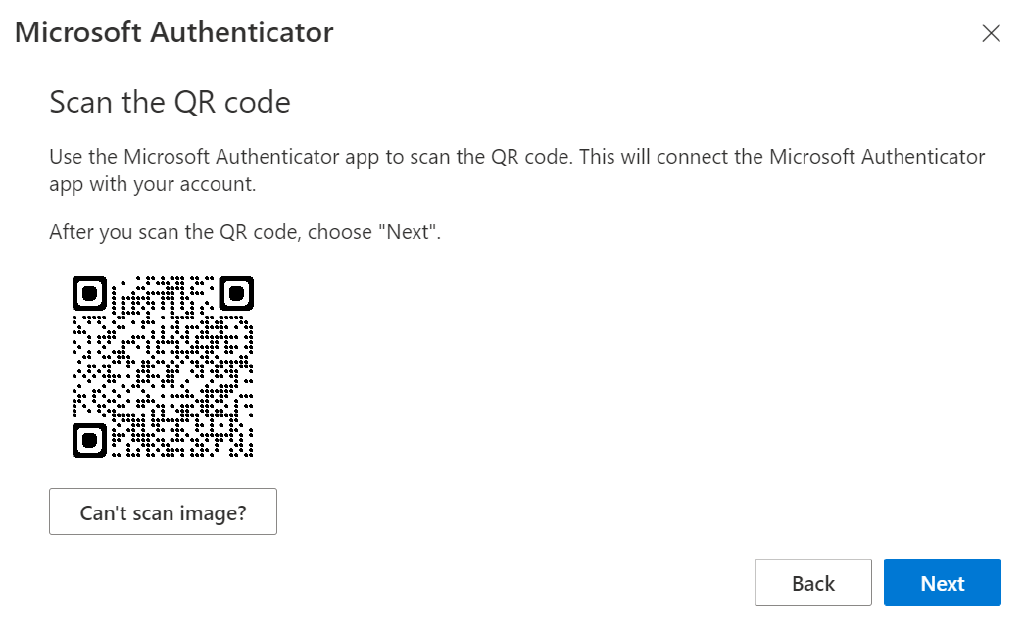 Microsoft Authenticator
Scan the QR code
Use the Microsoft Authenticator app to scan the QR code. This will connect the Microsoft Authenticator
app with your account.
After you scan the QR code, choose "Next".
Can't scan image?
Back
Next